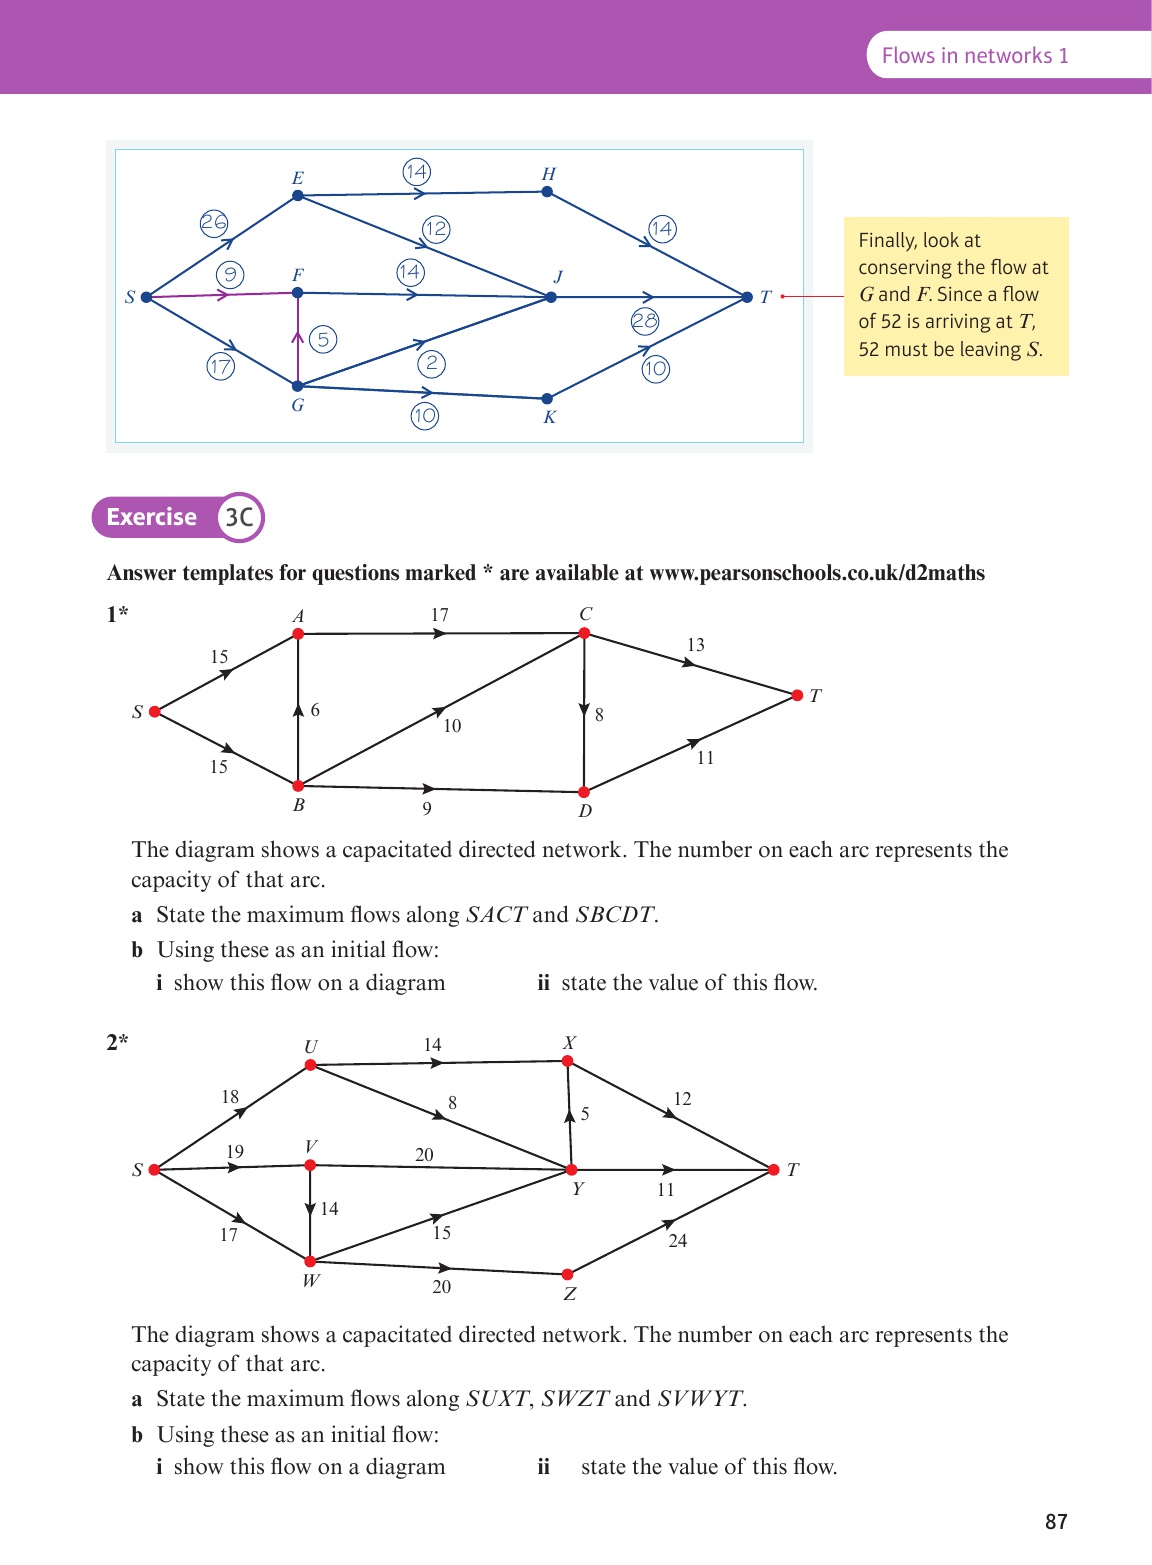 Flows in networks 1
E
14
H
26
12
14
9
F
14
J
S
T
5
28
17
2
10
G
10
K
Finally, look at
conserving the flow at
G and F. Since a flow
of 52 is arriving at T,
52 must be leaving S.
Exercise 3C
Answer templates for questions marked * are available at www.pearsonschools.co.uk/d2maths
1*
A
17
C
15
13
S
6
10
8
T
15
11
B
9
D
The diagram shows a capacitated directed network. The number on each arc represents the
capacity of that arc.
a State the maximum flows along SACT and SBCDT.
b Using these as an initial flow:
i show this flow on a diagram ii state the value of this flow.
2*
U
14
X
18
8
12
5
19
V
20
S
Y
T
11
14
17
15
24
W
20
Z
The diagram shows a capacitated directed network. The number on each arc represents the
capacity of that arc.
a State the maximum flows along SUXT, SWZT and SVWYT.
b Using these as an initial flow:
i show this flow on a diagram ii state the value of this flow.
87